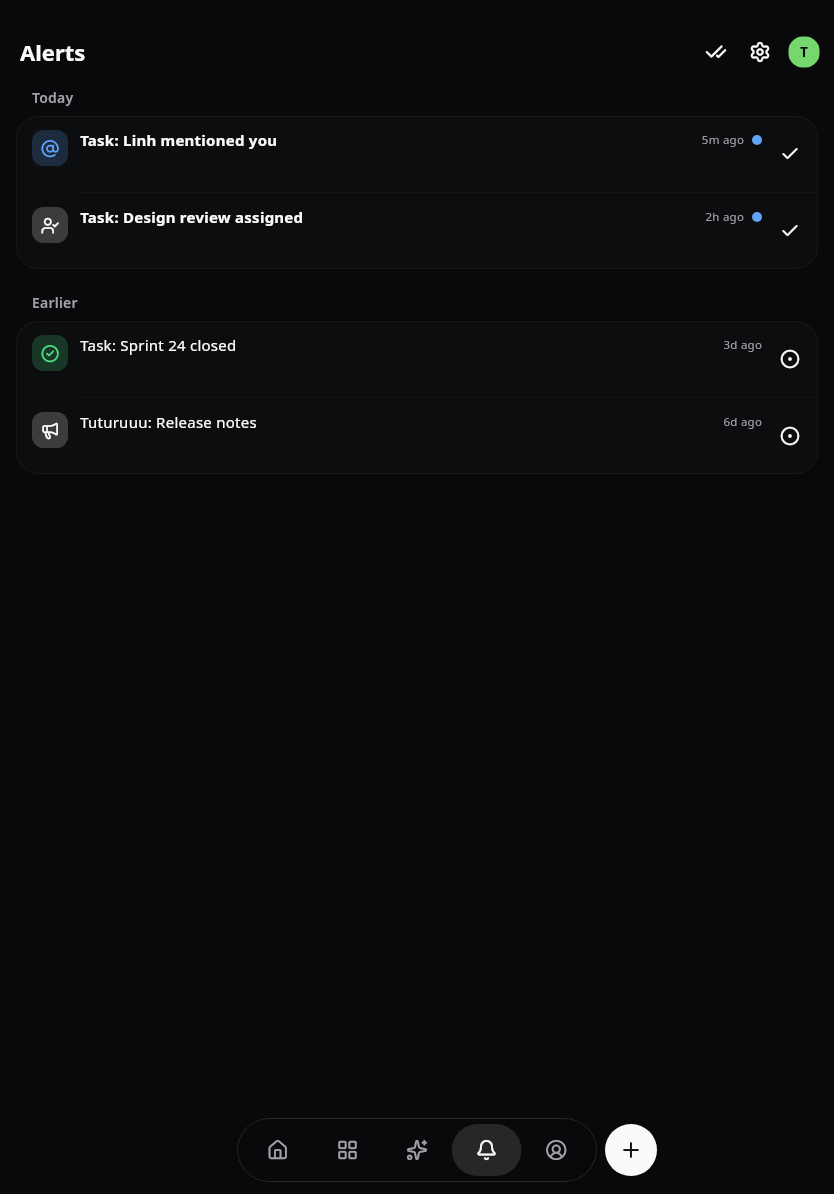 Alerts
T
Today
Task: Linh mentioned you
5m ago
Task: Design review assigned
2h ago
Earlier
Task: Sprint 24 closed
3d ago
Tuturuuu: Release notes
6d ago